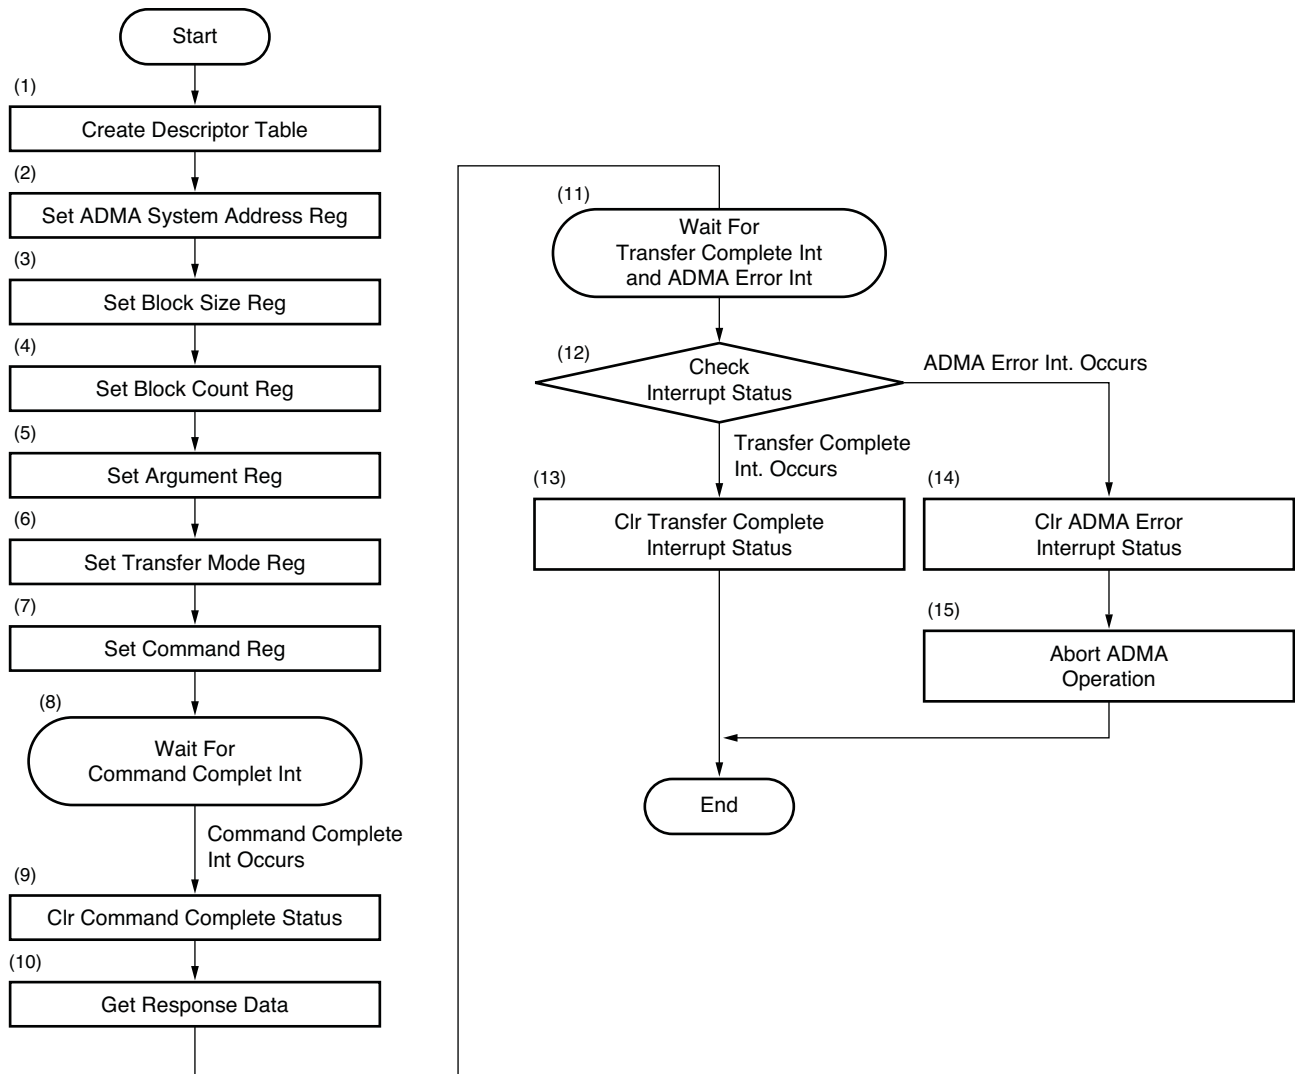 Start
(1)
Create Descriptor Table
(2)
Set ADMA System Address Reg
(3)
Set Block Size Reg
(4)
Set Block Count Reg
(5)
Set Argument Reg
(6)
Set Transfer Mode Reg
(7)
Set Command Reg
(8)
Wait For
Command Complet Int
Command Complete
Int Occurs
(9)
Clr Command Complete Status
(10)
Get Response Data
(11)
Wait For
Transfer Complete Int
and ADMA Error Int
(12)
Check
Interrupt Status
ADMA Error Int. Occurs
Transfer Complete
Int. Occurs
(13)
Clr Transfer Complete
Interrupt Status
(14)
Clr ADMA Error
Interrupt Status
(15)
Abort ADMA
Operation
End